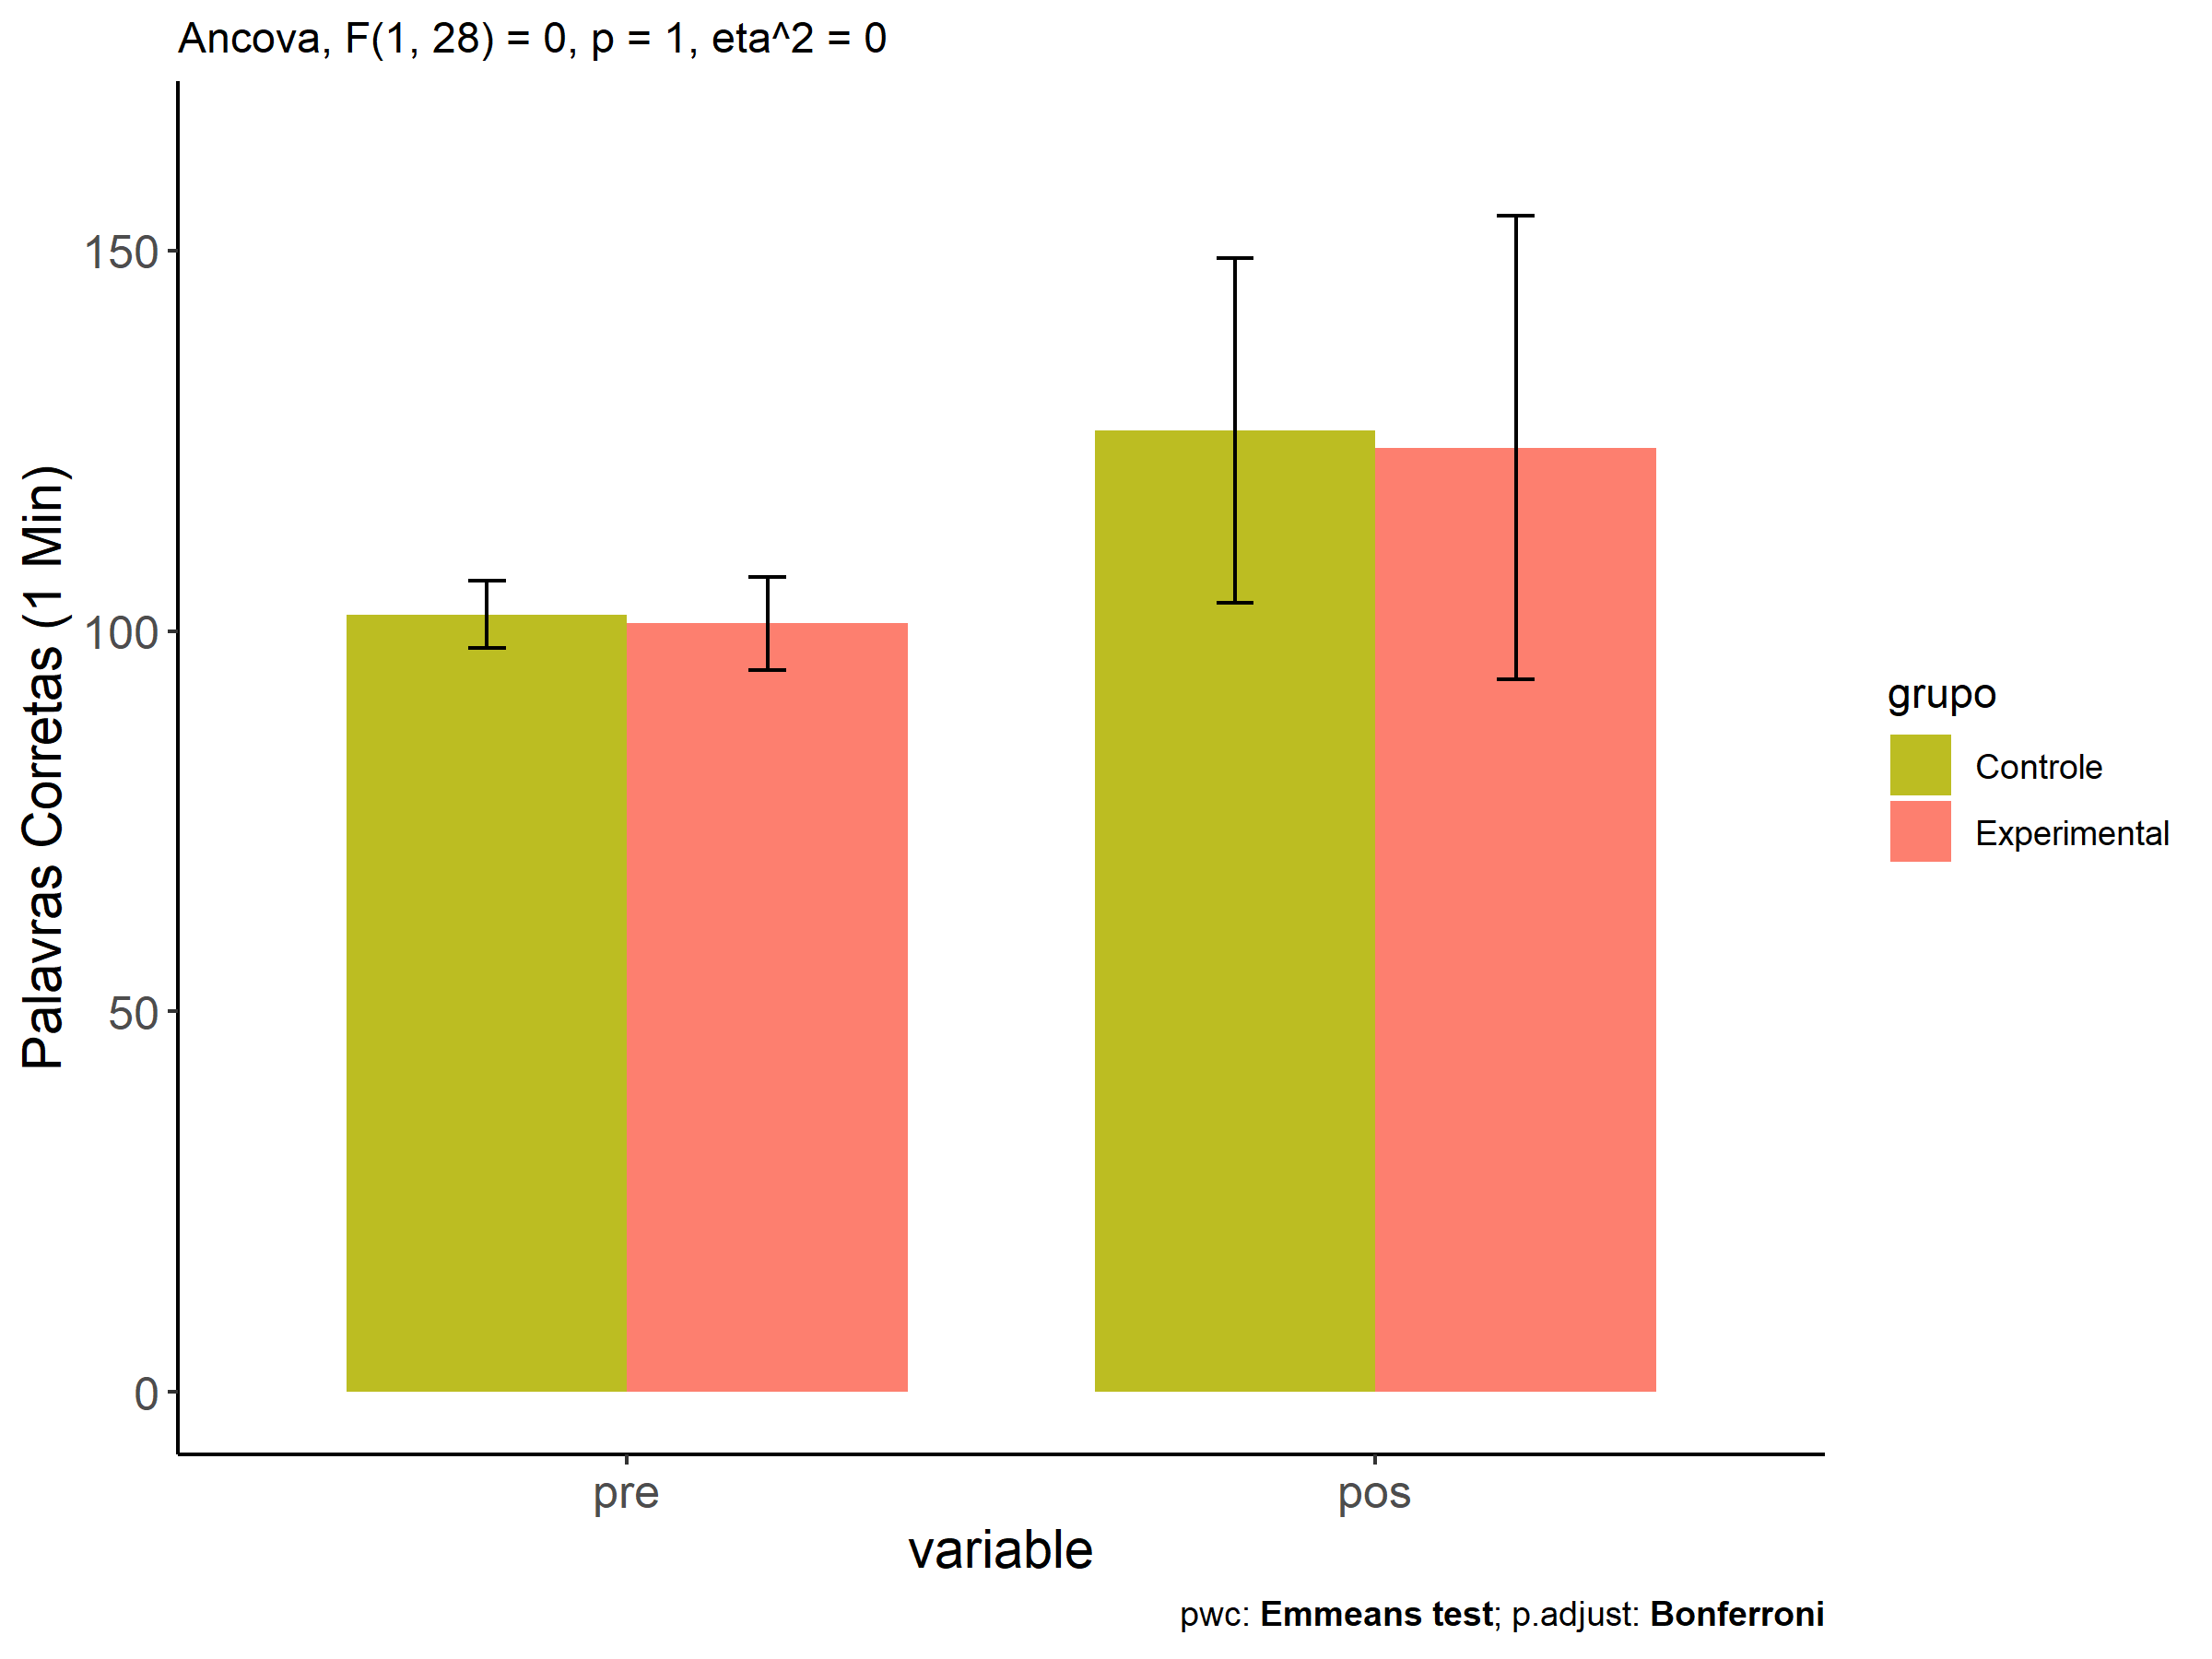 Ancova, F(1, 28) = 0, p = 1, eta^2 = 0
Palavras Corretas (1 Min)
150
100
50
0
pre
pos
variable
grupo
Controle
Experimental
pwc: Emmeans test; p.adjust: Bonferroni